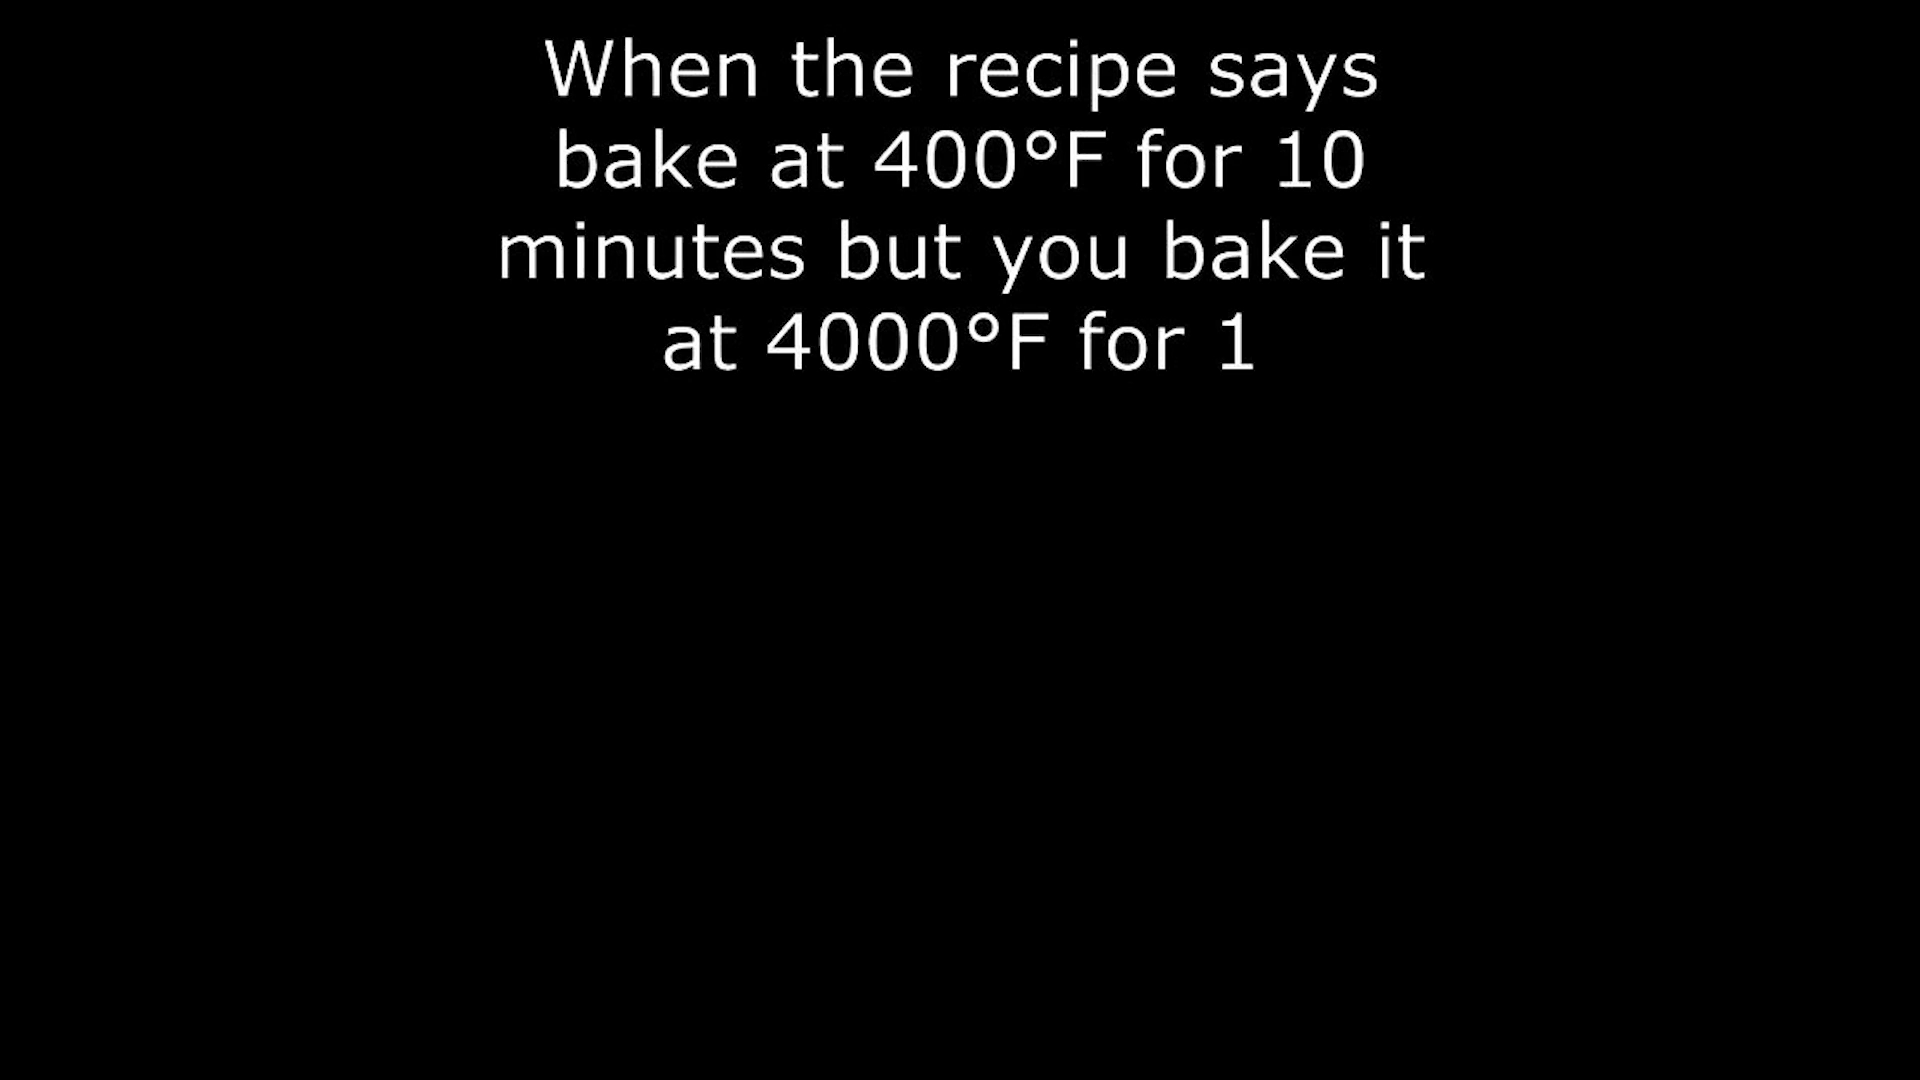 When the recipe says
bake at 400°F for 10
minutes but you bake it
at 4000°F for 1